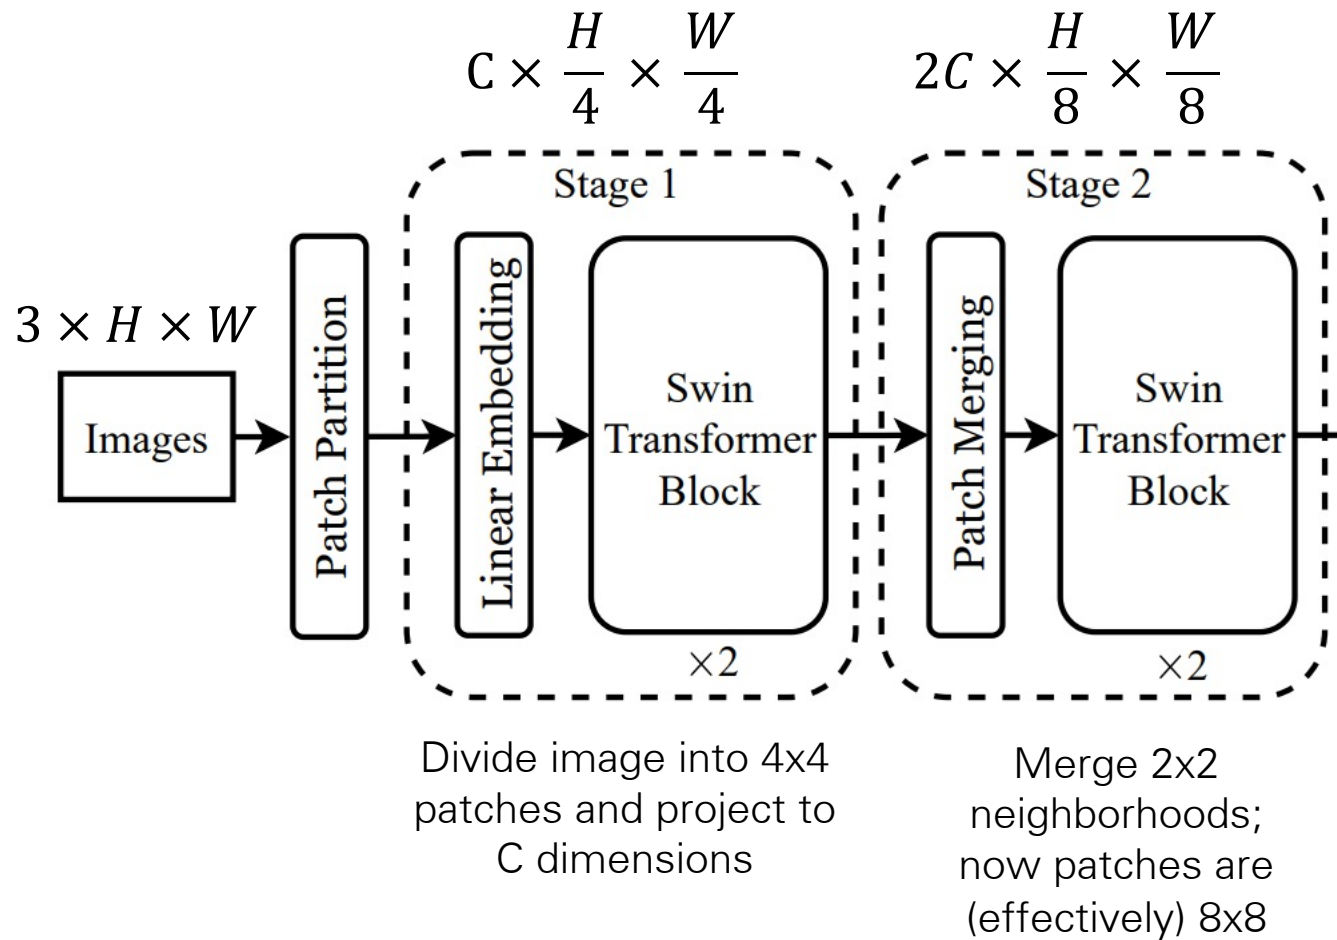 C × H/4 × W/4
2C × H/8 × W/8
Stage 1
Stage 2
3 × H × W
Images
Patch Partition
Linear Embedding
Swin
Transformer
Block
×2
Patch Merging
Swin
Transformer
Block
×2
Divide image into 4x4
patches and project to
C dimensions
Merge 2x2
neighborhoods;
now patches are
(effectively) 8x8